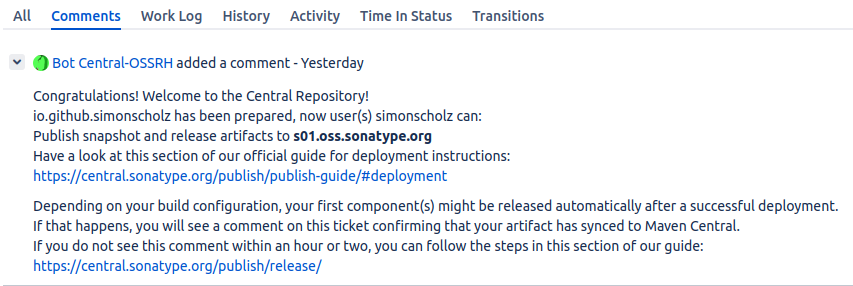 All Comments Work Log History Activity Time In Status Transitions
Bot Central-OSSRH added a comment - Yesterday
Congratulations! Welcome to the Central Repository!
io.github.simonscholz has been prepared, now user(s) simonscholz can:
Publish snapshot and release artifacts to s01.oss.sonatype.org
Have a look at this section of our official guide for deployment instructions:
https://central.sonatype.org/publish/publish-guide/#deployment
Depending on your build configuration, your first component(s) might be released automatically after a successful deployment.
If that happens, you will see a comment on this ticket confirming that your artifact has synced to Maven Central.
If you do not see this comment within an hour or two, you can follow the steps in this section of our guide:
https://central.sonatype.org/publish/release/